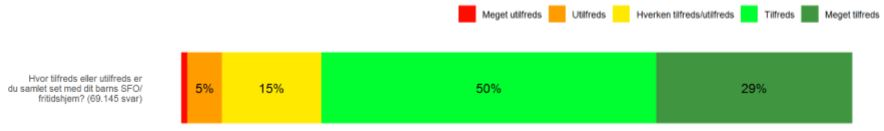 Meget utilfreds Utilfreds Hverken tilfreds/utilfreds Tilfreds Meget tilfreds
Hvor tilfreds eller utilfreds er
du samlet set med dit barns SFO/
fritidshjem? (69.145 svar)
5% 15% 50% 29%